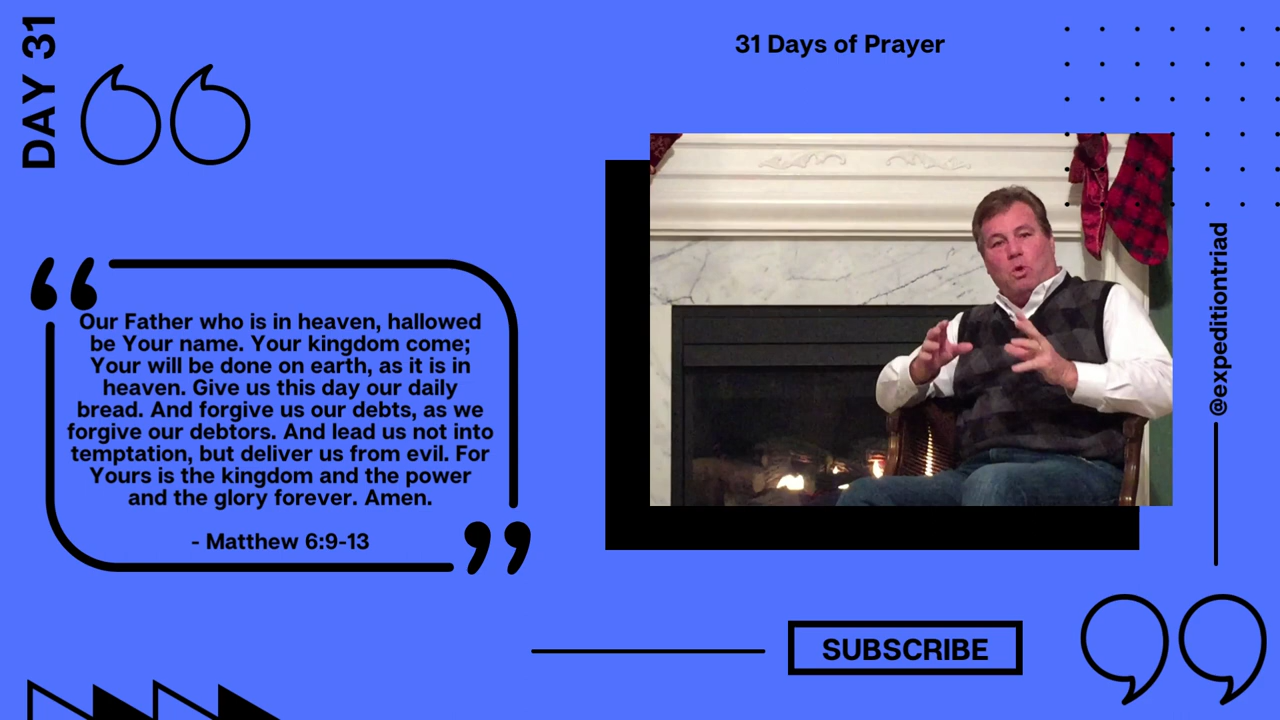 DAY 31
31 Days of Prayer
Our Father who is in heaven, hallowed
be Your name. Your kingdom come;
Your will be done on earth, as it is in
heaven. Give us this day our daily
bread. And forgive us our debts, as we
forgive our debtors. And lead us not into
temptation, but deliver us from evil. For
Yours is the kingdom and the power
and the glory forever. Amen.
- Matthew 6:9-13
@expeditiontriad
SUBSCRIBE